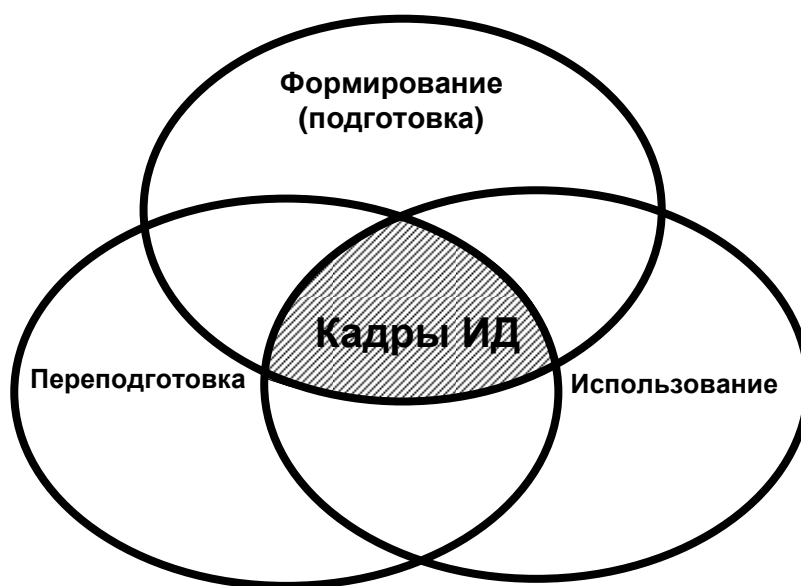 Формирование
(подготовка)
Кадры ИД
Переподготовка
Использование